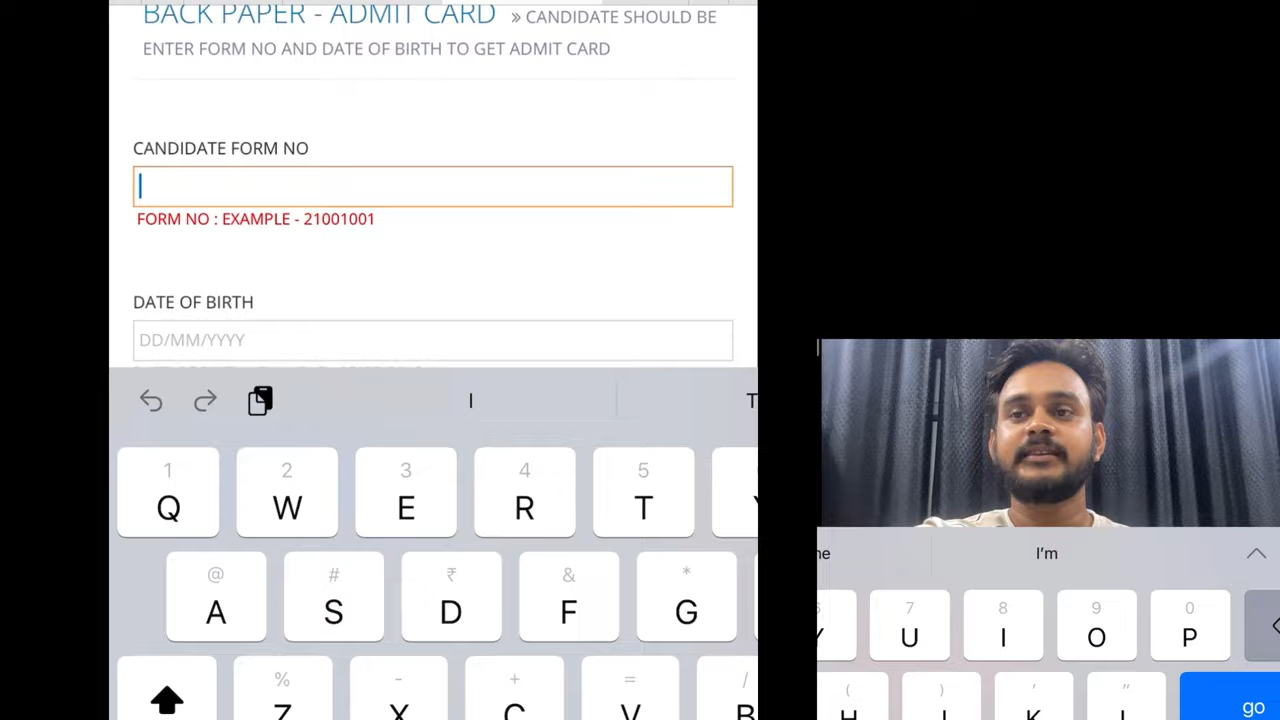 BACK PAPER - ADMIT CARD » CANDIDATE SHOULD BE
ENTER FORM NO AND DATE OF BIRTH TO GET ADMIT CARD
CANDIDATE FORM NO
FORM NO : EXAMPLE - 21001001
DATE OF BIRTH
DD/MM/YYYY
I
1 2 3 4 5
Q W E R T
@ # ₹ & *
A S D F G
% - + = /
Z X C V B
I'm
7 8 9 0
Y U I O P
( ) ' "
H J K L
go